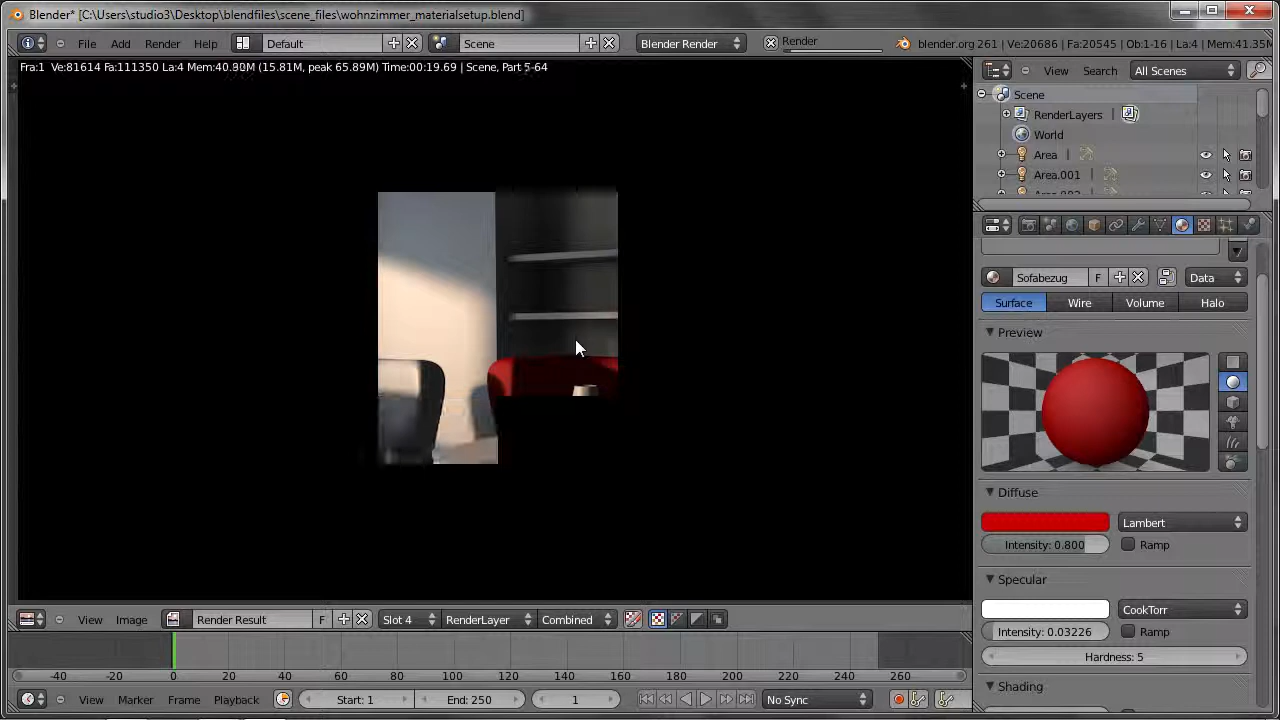 Blender* [C:\Users\studio3\Desktop\blendfiles\scene_files\wohnzimmer_materialsetup.blend]
File Add Render Help Default Scene Blender Render Render blender.org 261 | Ve:20686 | Fa:20545 | Ob:1-16 | La:4 | Mem:41.35M
Fra:1 Ve:81614 Fa:111350 La:4 (15.81M, peak 65.89M) Time:00:19.69 | Scene, Part 5-64
View Search All Scenes
Scene
RenderLayers
World
Area
Area.001
Sofabezug F Data
Surface Wire Volume Halo
Preview
Diffuse
Lambert
Intensity: 0.800 Ramp
Specular
CookTorr
Intensity: 0.03226 Ramp
Hardness: 5
Shading
View Image Render Result F Slot 4 RenderLayer Combined
-40 -20 0 20 40 60 80 100 120 140 160 180 200 220 240 260
View Marker Frame Playback Start: 1 End: 250 1 No Sync